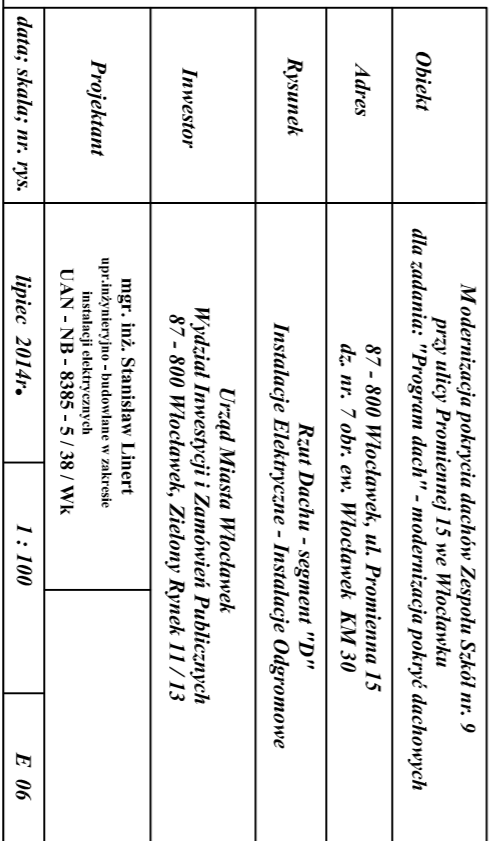 Obiekt
Modernizacja pokrycia dachów Zespołu Szkół nr. 9
przy ulicy Promiennej 15 we Włocławku
dla zadania: "Program dach" - modernizacja pokryć dachowych
Adres
87 - 800 Włocławek, ul. Promienna 15
dz. nr. 7 obr. ew. Włocławek KM 30
Rysunek
Rzut Dachu - segment "D"
Instalacje Elektryczne - Instalacje Odgromowe
Inwestor
Urząd Miasta Włocławek
Wydział Inwestycji i Zamówień Publicznych
87 - 800 Włocławek, Zielony Rynek 11 / 13
Projektant
mgr. inż. Stanisław Linert
upr.inżynieryjno - budowlane w zakresie
instalacji elektrycznych
UAN - NB - 8385 - 5 / 38 / Wk
data; skala; nr. rys.
lipiec 2014r.
1 : 100
E 06